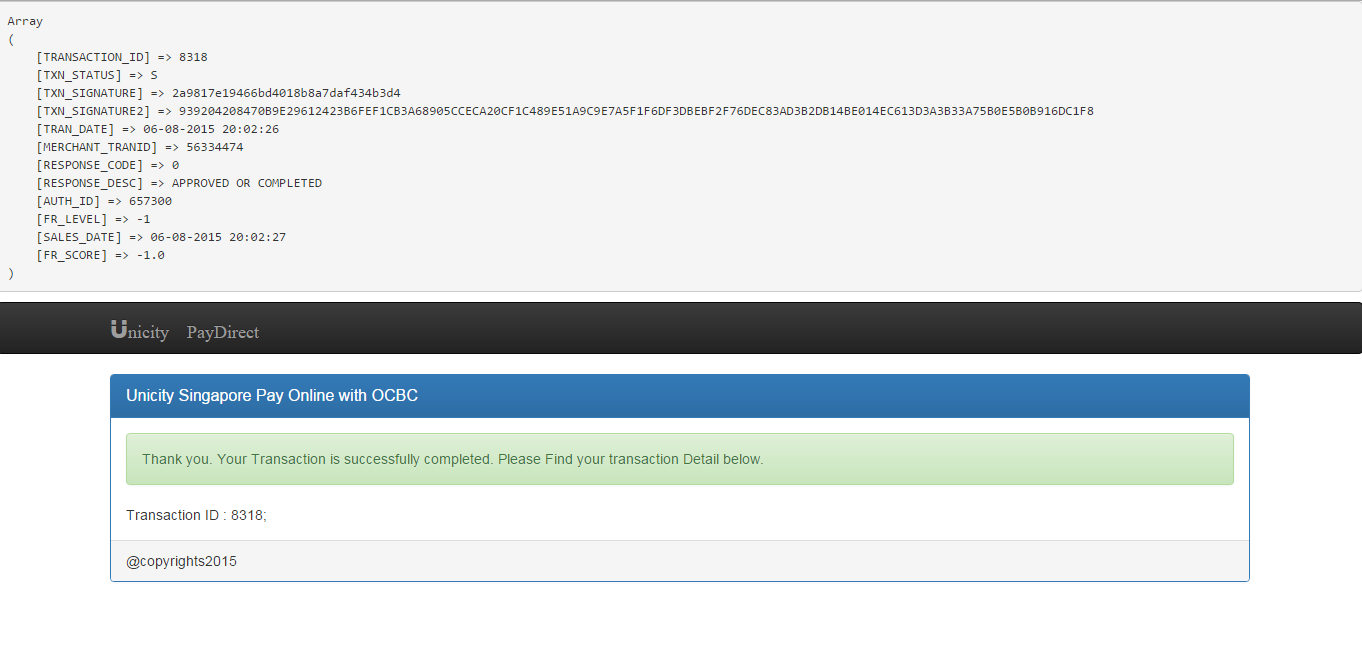 Array
(
[TRANSACTION_ID] => 8318
[TXN_STATUS] => S
[TXN_SIGNATURE] => 2a9817e19466bd4018b8a7daf434b3d4
[TXN_SIGNATURE2] => 939204208470B9E29612423B6FEF1CB3A68905CCECA20CF1C489E51A9C9E7A5F1F6DF3DBEBF2F76DEC83AD3B2DB14BE014EC613D3A3B33A75B0E5B0B916DC1F8
[TRAN_DATE] => 06-08-2015 20:02:26
[MERCHANT_TRANID] => 56334474
[RESPONSE_CODE] => 0
[RESPONSE_DESC] => APPROVED OR COMPLETED
[AUTH_ID] => 657300
[FR_LEVEL] => -1
[SALES_DATE] => 06-08-2015 20:02:27
[FR_SCORE] => -1.0
)
Unicity PayDirect
Unicity Singapore Pay Online with OCBC
Thank you. Your Transaction is successfully completed. Please Find your transaction Detail below.
Transaction ID : 8318;
@copyrights2015